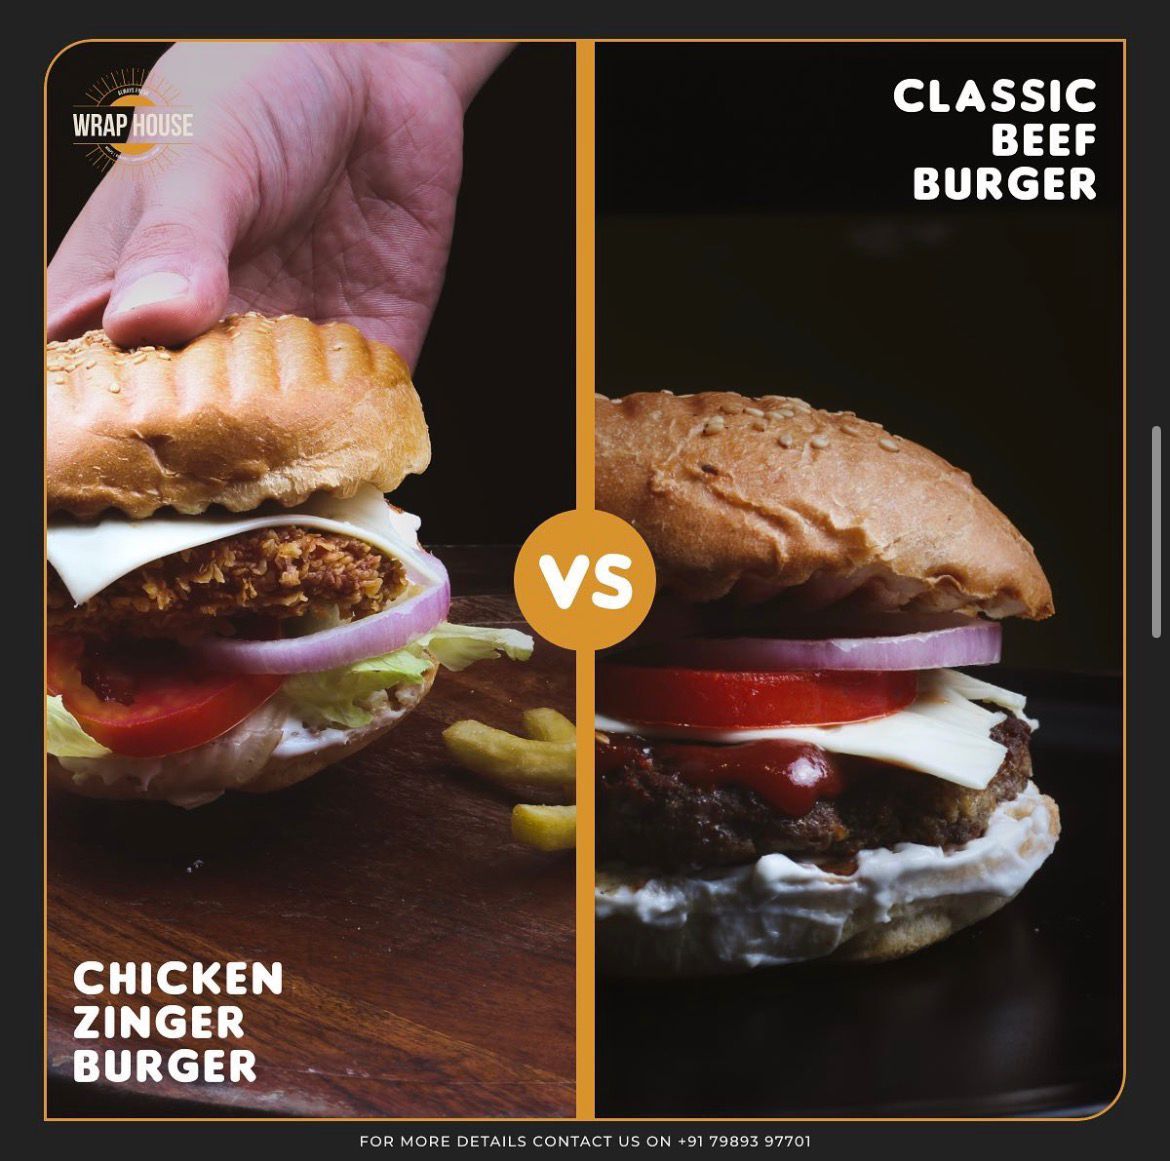 ALWAYS FRESH
WRAP HOUSE
CLASSIC
BEEF
BURGER
VS
CHICKEN
ZINGER
BURGER
FOR MORE DETAILS CONTACT US ON +91 79893 97701